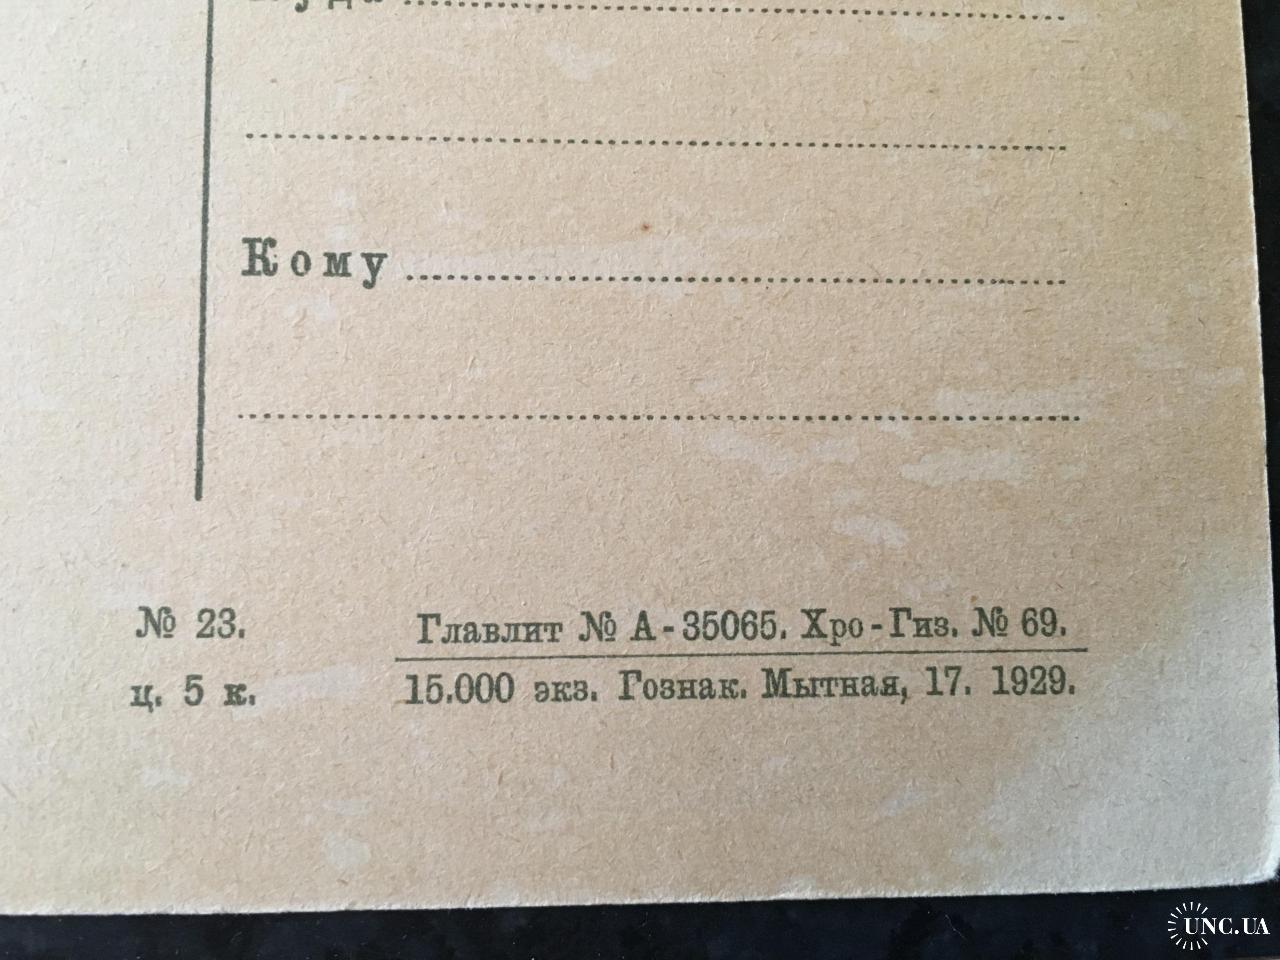 Куда
Кому
№ 23.
ц. 5 к.
Главлит № А-35065. Хро-Гиз. № 69.
15.000 экз. Гознак. Мытная, 17. 1929.
UNC.UA